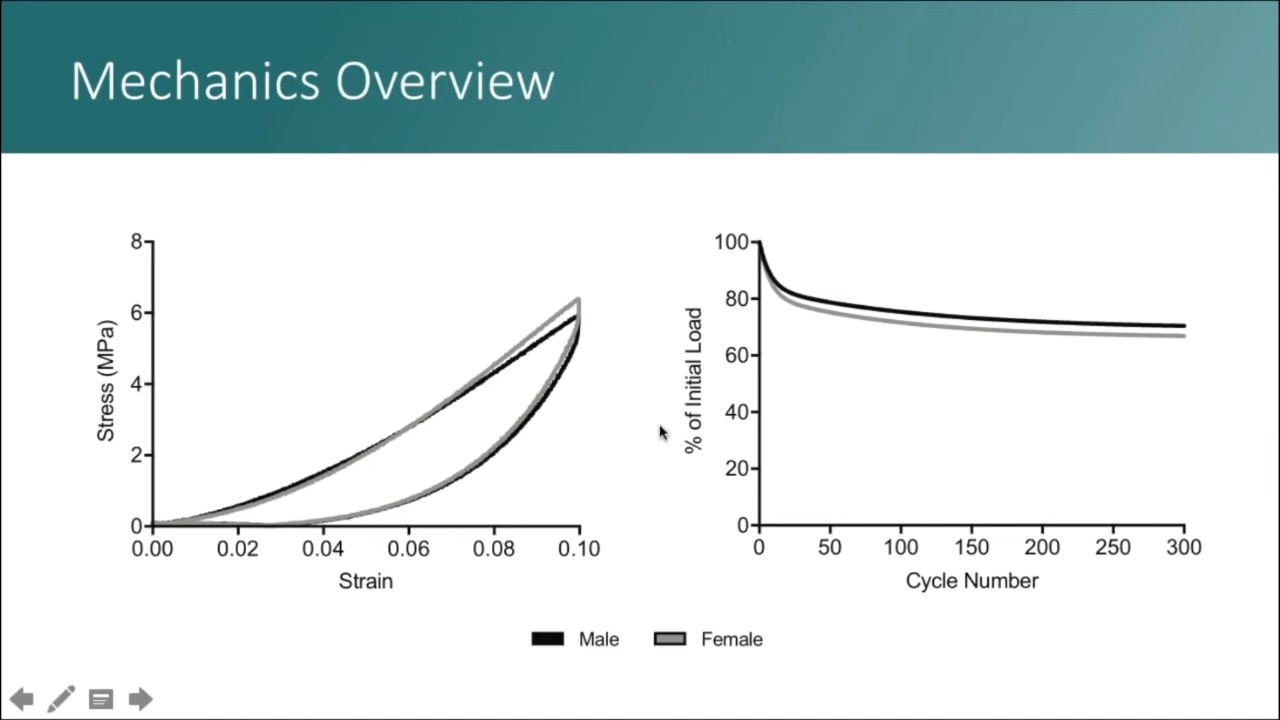 Mechanics Overview
8
6
4
2
0
Stress (MPa)
0.00 0.02 0.04 0.06 0.08 0.10
Strain
100
80
60
40
20
0
% of Initial Load
0 50 100 150 200 250 300
Cycle Number
Male Female